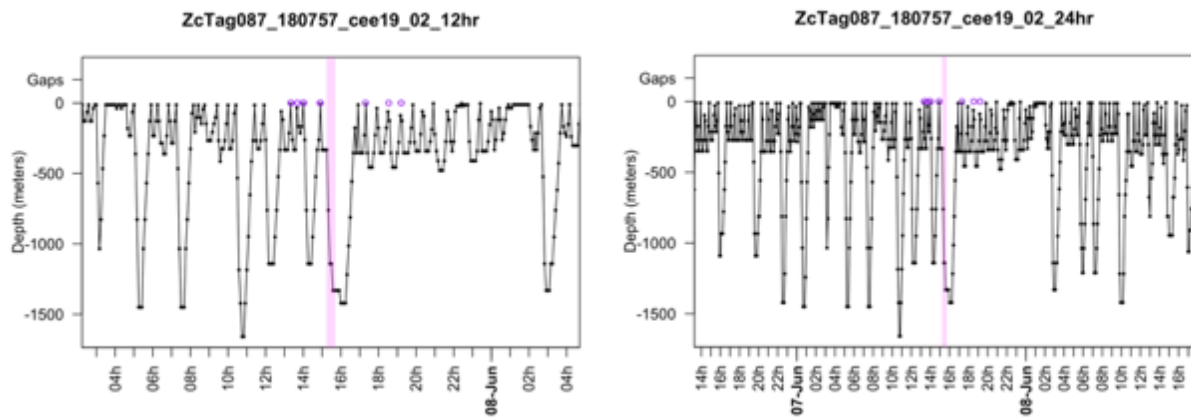 ZcTag087_180757_cee19_02_12hr
Gaps
0
-500
-1000
-1500
Depth (meters)
04h
06h
08h
10h
12h
14h
16h
18h
20h
22h
08-Jun
02h
04h
ZcTag087_180757_cee19_02_24hr
Gaps
0
-500
-1000
-1500
Depth (meters)
14h
16h
18h
20h
22h
07-Jun
02h
04h
06h
08h
10h
12h
14h
16h
18h
20h
22h
08-Jun
02h
04h
06h
08h
10h
12h
14h
16h